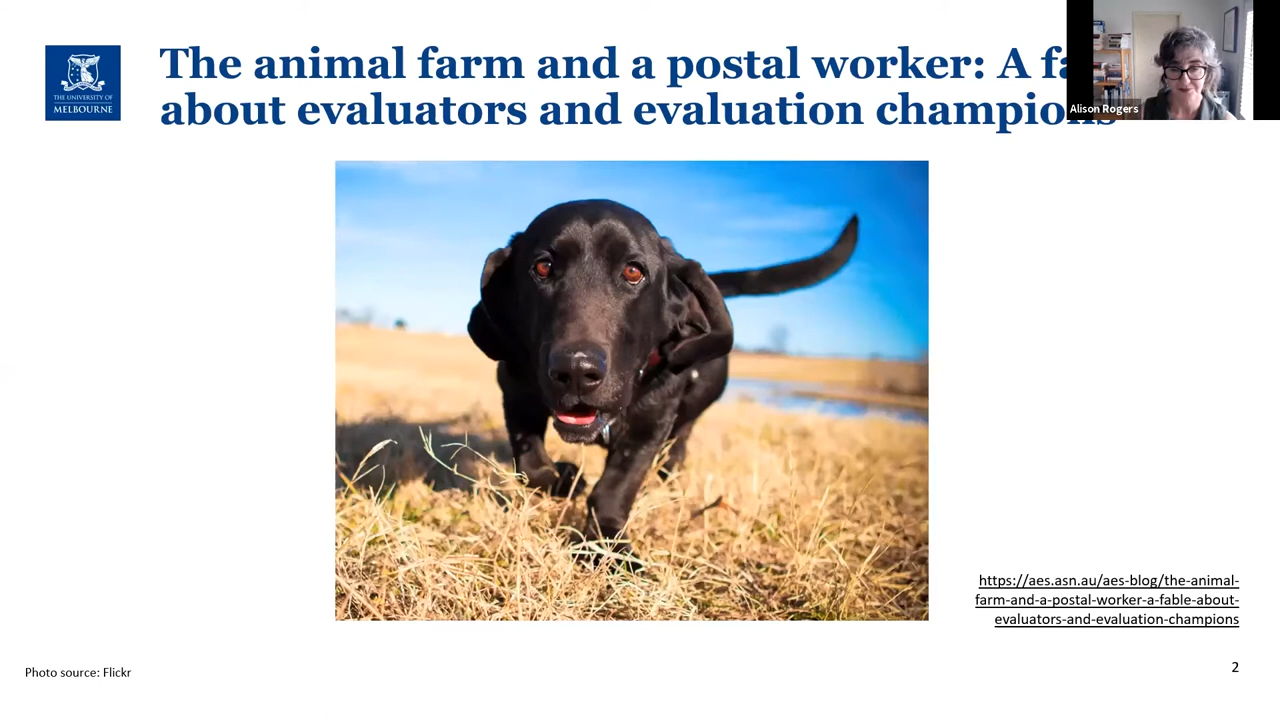 THE UNIVERSITY OF
MELBOURNE
The animal farm and a postal worker: A fa
about evaluators and evaluation champions
Alison Rogers
https://aes.asn.au/aes-blog/the-animal-
farm-and-a-postal-worker-a-fable-about-
evaluators-and-evaluation-champions
Photo source: Flickr
2